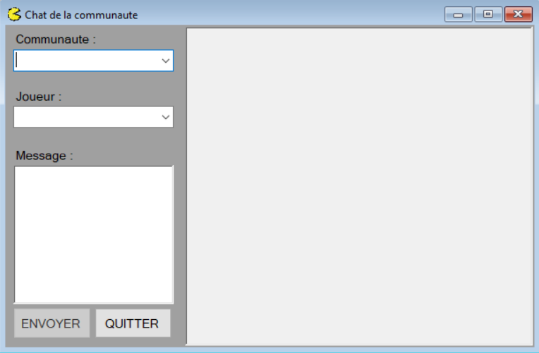 Chat de la communaute
Communaute :
Joueur :
Message :
ENVOYER QUITTER